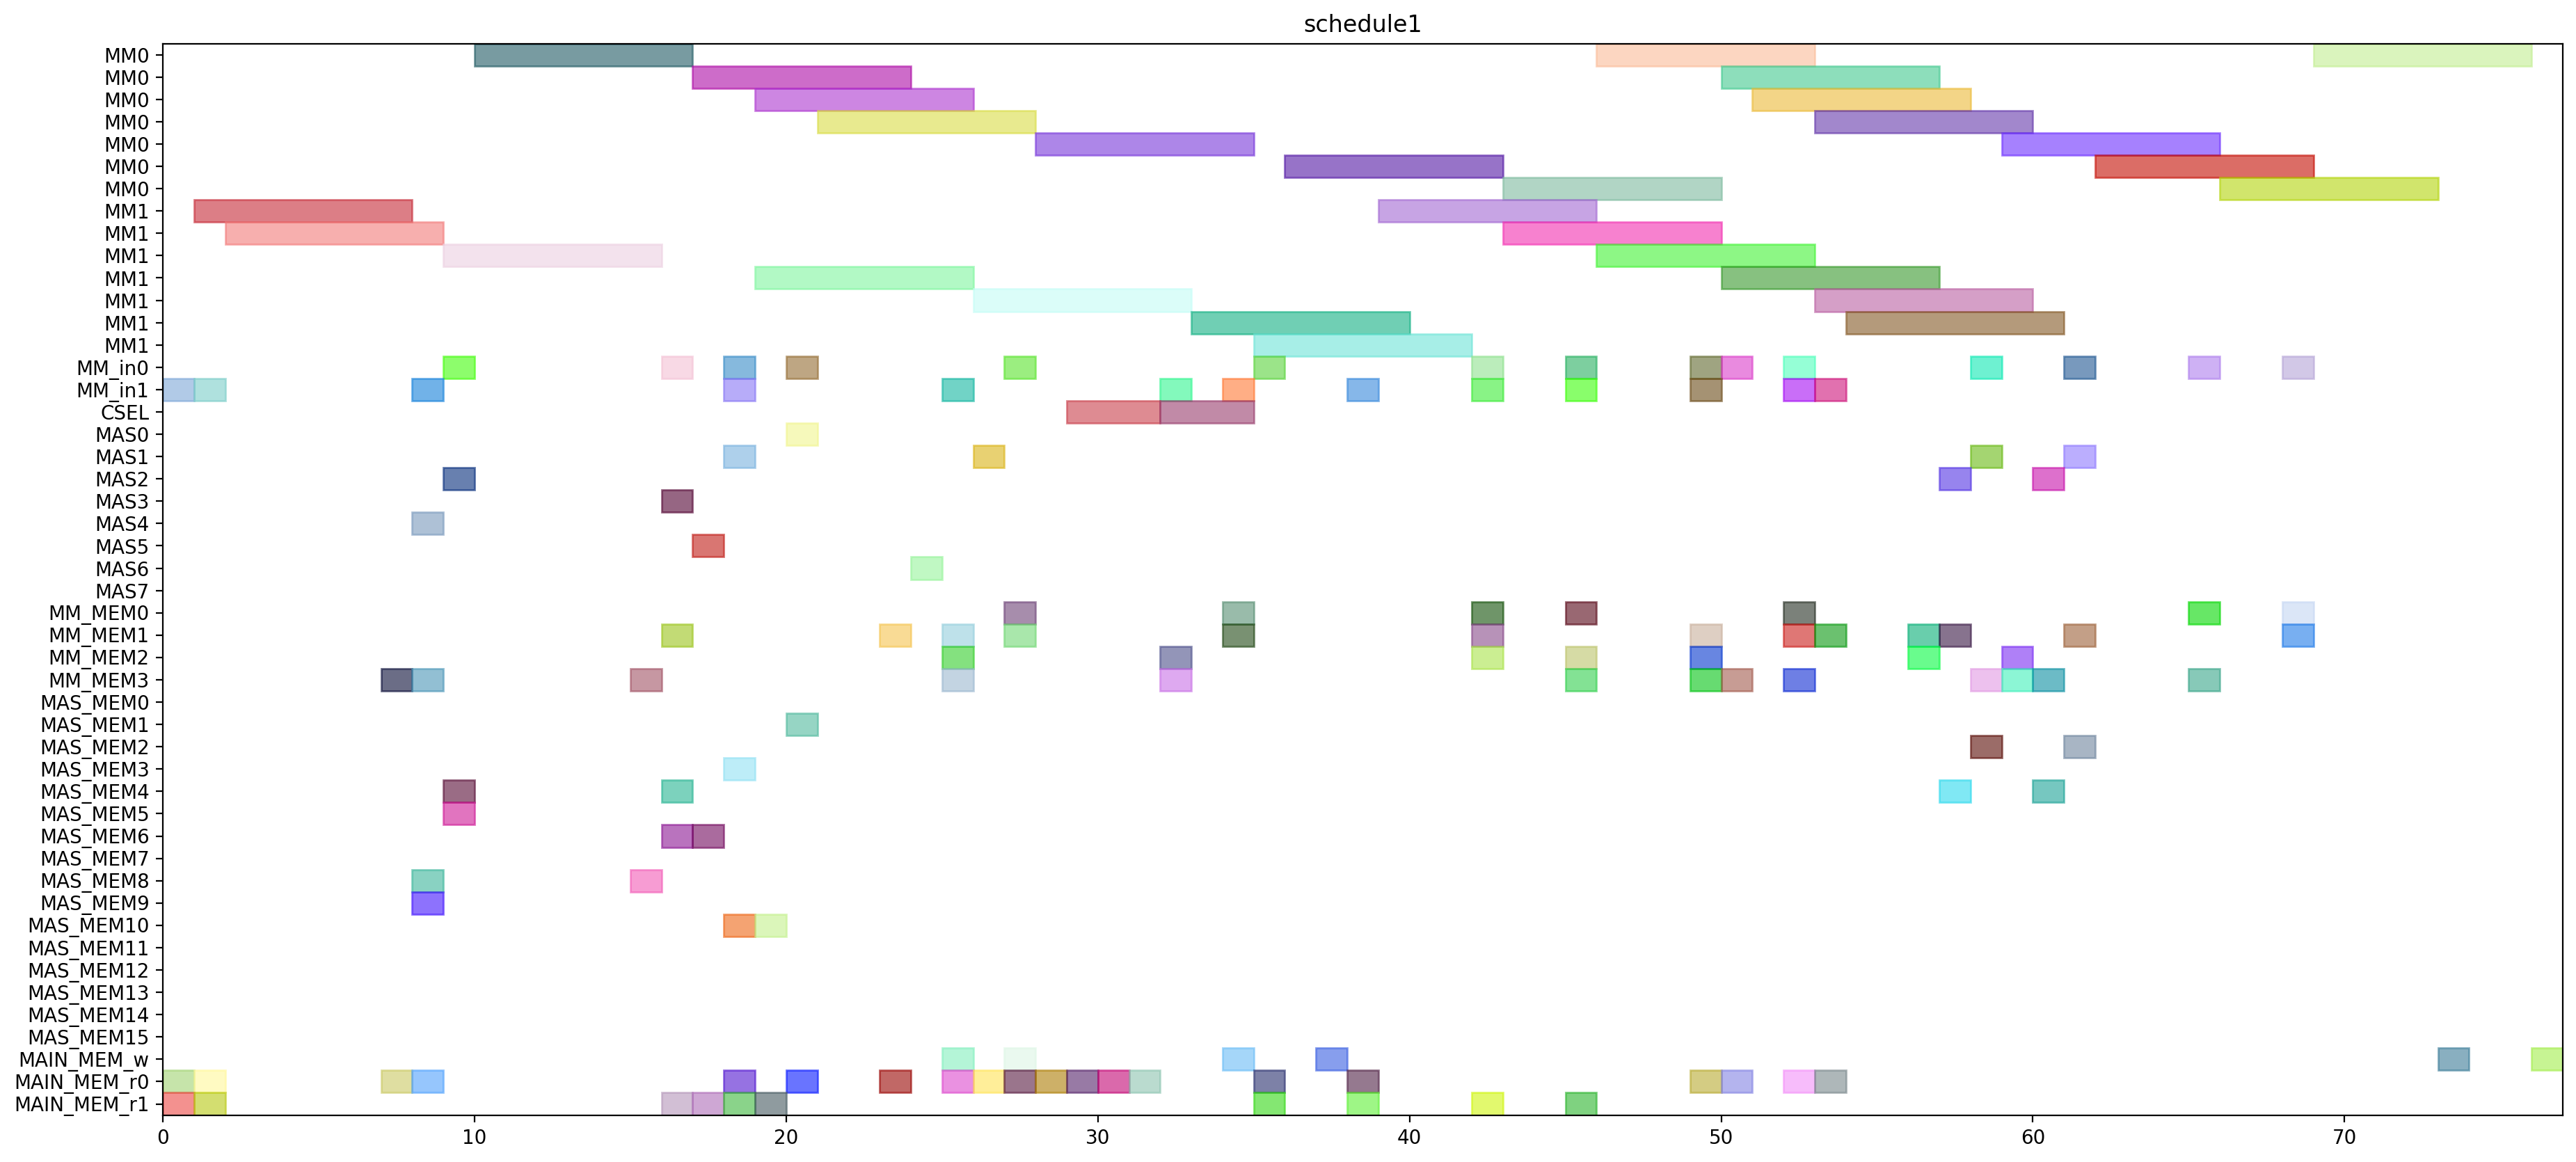 schedule1
MM0
MM0
MM0
MM0
MM0
MM0
MM0
MM1
MM1
MM1
MM1
MM1
MM1
MM1
MM_in0
MM_in1
CSEL
MAS0
MAS1
MAS2
MAS3
MAS4
MAS5
MAS6
MAS7
MM_MEM0
MM_MEM1
MM_MEM2
MM_MEM3
MAS_MEM0
MAS_MEM1
MAS_MEM2
MAS_MEM3
MAS_MEM4
MAS_MEM5
MAS_MEM6
MAS_MEM7
MAS_MEM8
MAS_MEM9
MAS_MEM10
MAS_MEM11
MAS_MEM12
MAS_MEM13
MAS_MEM14
MAS_MEM15
MAIN_MEM_w
MAIN_MEM_r0
MAIN_MEM_r1
0 10 20 30 40 50 60 70